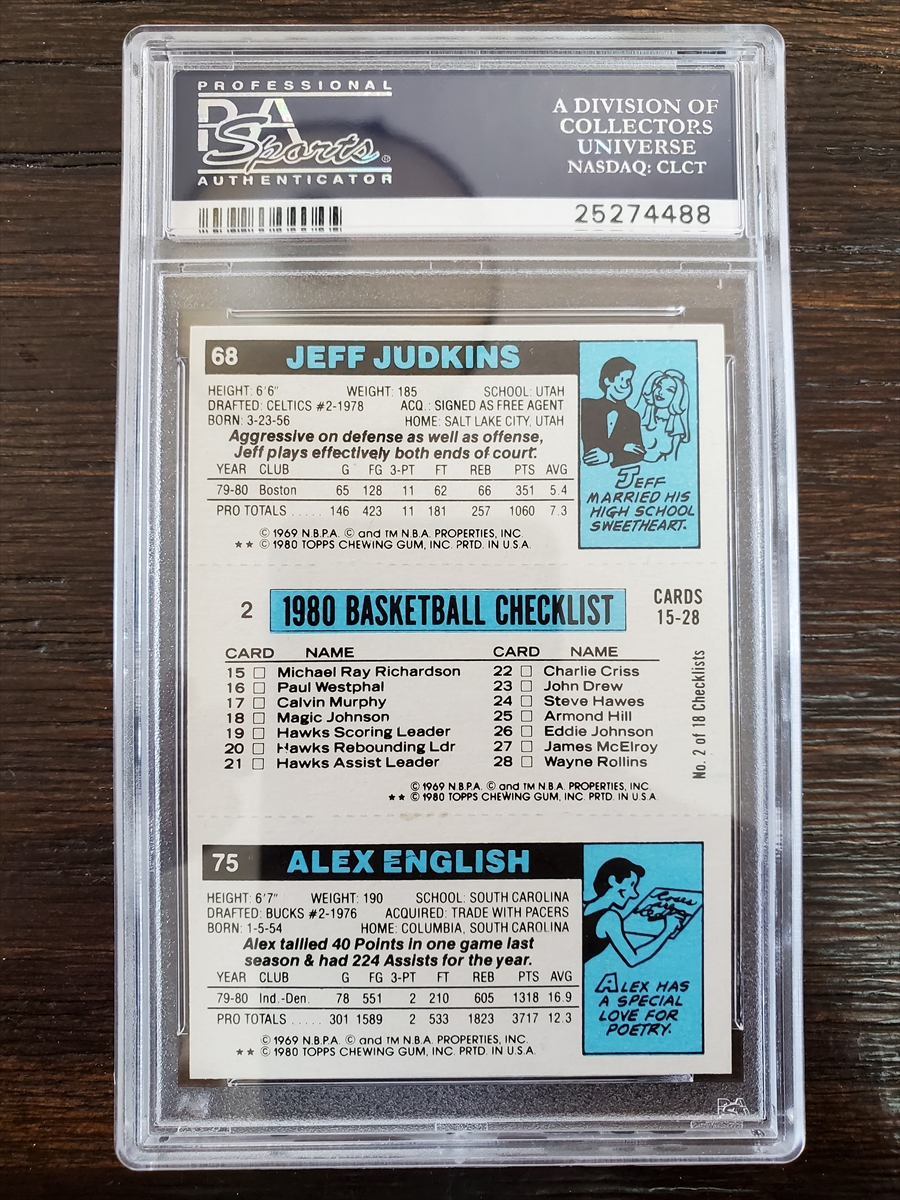 PROFESSIONAL
PSA
Sports®
AUTHENTICATOR
A DIVISION OF
COLLECTORS
UNIVERSE
NASDAQ: CLCT
25274488
68 JEFF JUDKINS
HEIGHT: 6'6" WEIGHT: 185 SCHOOL: UTAH
DRAFTED: CELTICS #2-1978 ACQ.: SIGNED AS FREE AGENT
BORN: 3-23-56 HOME: SALT LAKE CITY, UTAH
Aggressive on defense as well as offense,
Jeff plays effectively both ends of court.
YEAR CLUB G FG 3-PT FT REB PTS AVG
79-80 Boston 65 128 11 62 66 351 5.4
PRO TOTALS ..... 146 423 11 181 257 1060 7.3
© 1969 N.B.P.A. © and TM N.B.A. PROPERTIES, INC.
★★ © 1980 TOPPS CHEWING GUM, INC. PRTD. IN U.S.A.
JEFF
MARRIED HIS
HIGH SCHOOL
SWEETHEART.
2 1980 BASKETBALL CHECKLIST CARDS
15-28
CARD NAME CARD NAME
15 □ Michael Ray Richardson 22 □ Charlie Criss
16 □ Paul Westphal 23 □ John Drew
17 □ Calvin Murphy 24 □ Steve Hawes
18 □ Magic Johnson 25 □ Armond Hill
19 □ Hawks Scoring Leader 26 □ Eddie Johnson
20 □ Hawks Rebounding Ldr 27 □ James McElroy
21 □ Hawks Assist Leader 28 □ Wayne Rollins
No. 2 of 18 Checklists
© 1969 N.B.P.A. © and TM N.B.A. PROPERTIES, INC.
★★ © 1980 TOPPS CHEWING GUM, INC. PRTD. IN U.S.A.
75 ALEX ENGLISH
HEIGHT: 6'7" WEIGHT: 190 SCHOOL: SOUTH CAROLINA
DRAFTED: BUCKS #2-1976 ACQUIRED: TRADE WITH PACERS
BORN: 1-5-54 HOME: COLUMBIA, SOUTH CAROLINA
Alex tallied 40 Points in one game last
season & had 224 Assists for the year.
YEAR CLUB G FG 3-PT FT REB PTS AVG
79-80 Ind.-Den. 78 551 2 210 605 1318 16.9
PRO TOTALS ..... 301 1589 2 533 1823 3717 12.3
© 1969 N.B.P.A. © and TM N.B.A. PROPERTIES, INC.
★★ © 1980 TOPPS CHEWING GUM, INC. PRTD. IN U.S.A.
ALEX HAS
A SPECIAL
LOVE FOR
POETRY.
PSA